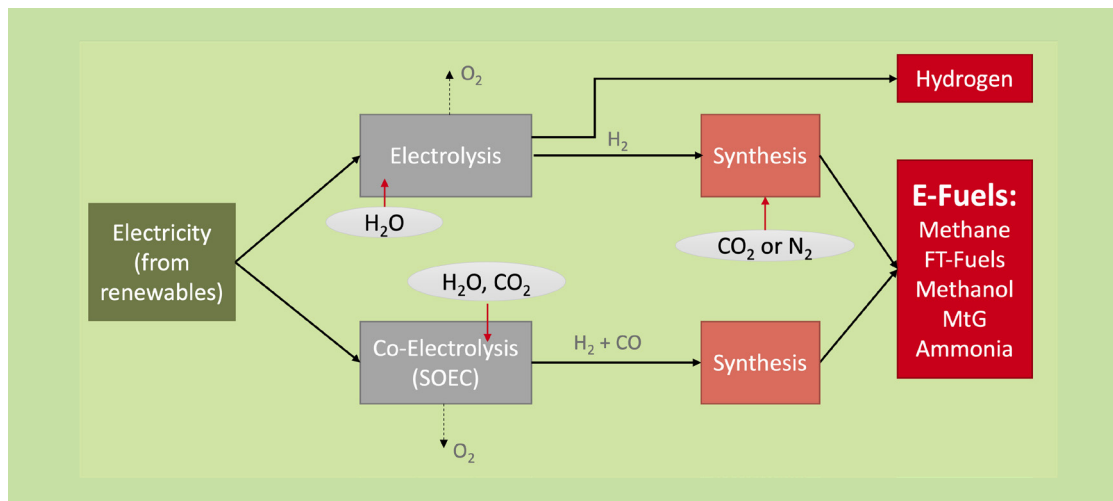 O₂
Hydrogen
Electrolysis
H₂
Synthesis
H₂O
CO₂ or N₂
Electricity
(from
renewables)
E-Fuels:
Methane
FT-Fuels
Methanol
MtG
Ammonia
H₂O, CO₂
Co-Electrolysis
(SOEC)
H₂ + CO
Synthesis
O₂